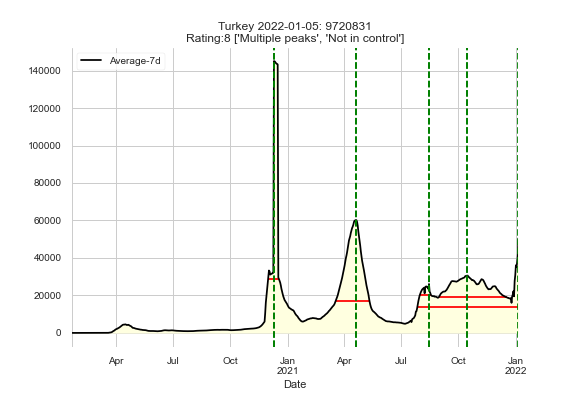 Turkey 2022-01-05: 9720831
Rating:8 ['Multiple peaks', 'Not in control']
Average-7d
140000
120000
100000
80000
60000
40000
20000
0
Apr Jul Oct Jan Apr Jul Oct Jan
2021 2022
Date